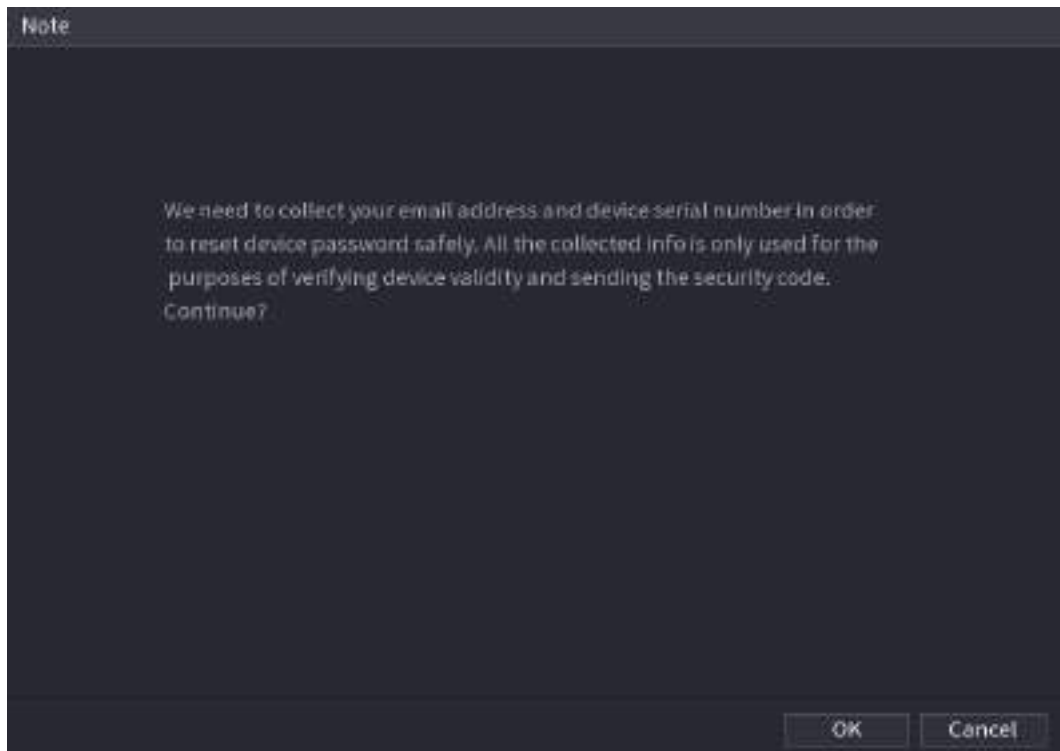 Note
We need to collect your email address and device serial number in order
to reset device password safely. All the collected info is only used for the
purposes of verifying device validity and sending the security code.
Continue?
OK
Cancel